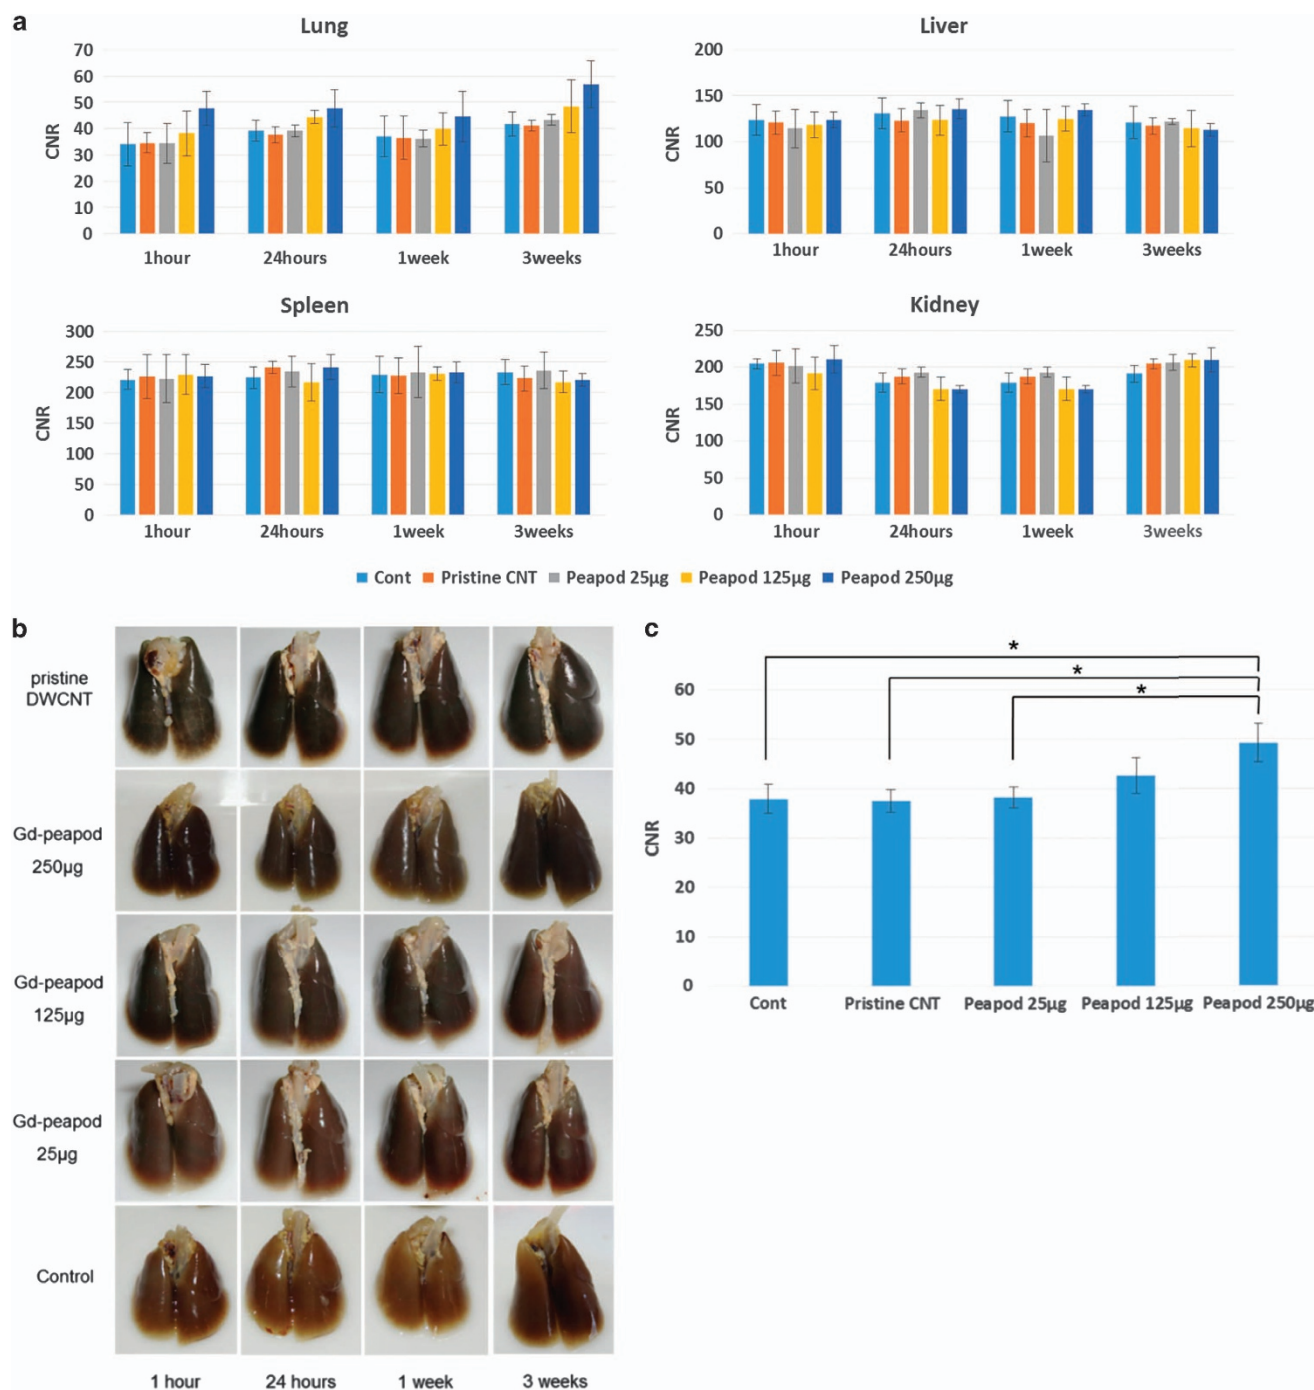 a
Lung
70
60
50
40
30
20
10
0
CNR
1hour 24hours 1week 3weeks
Liver
200
150
100
50
0
CNR
1hour 24hours 1week 3weeks
Spleen
300
250
200
150
100
50
0
CNR
1hour 24hours 1week 3weeks
Kidney
250
200
150
100
50
0
CNR
1hour 24hours 1week 3weeks
Cont Pristine CNT Peapod 25µg Peapod 125µg Peapod 250µg
b
pristine
DWCNT
Gd-peapod
250µg
Gd-peapod
125µg
Gd-peapod
25µg
Control
1 hour 24 hours 1 week 3 weeks
c
*
*
*
60
50
40
30
20
10
0
CNR
Cont Pristine CNT Peapod 25µg Peapod 125µg Peapod 250µg